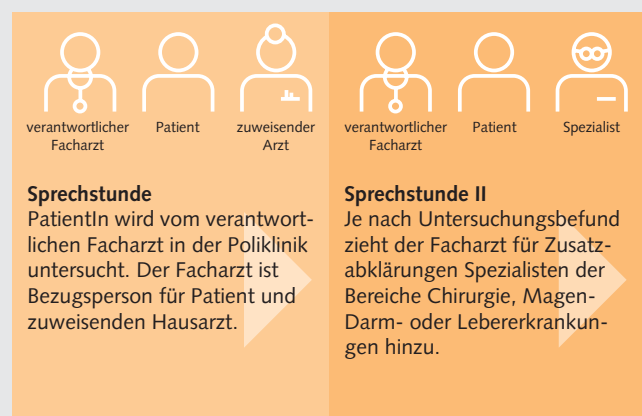 verantwortlicher
Facharzt
Patient
zuweisender
Arzt
Sprechstunde
PatientIn wird vom verantwort-
lichen Facharzt in der Poliklinik
untersucht. Der Facharzt ist
Bezugsperson für Patient und
zuweisenden Hausarzt.
verantwortlicher
Facharzt
Patient
Spezialist
Sprechstunde II
Je nach Untersuchungsbefund
zieht der Facharzt für Zusatz-
abklärungen Spezialisten der
Bereiche Chirurgie, Magen-
Darm- oder Lebererkrankun-
gen hinzu.